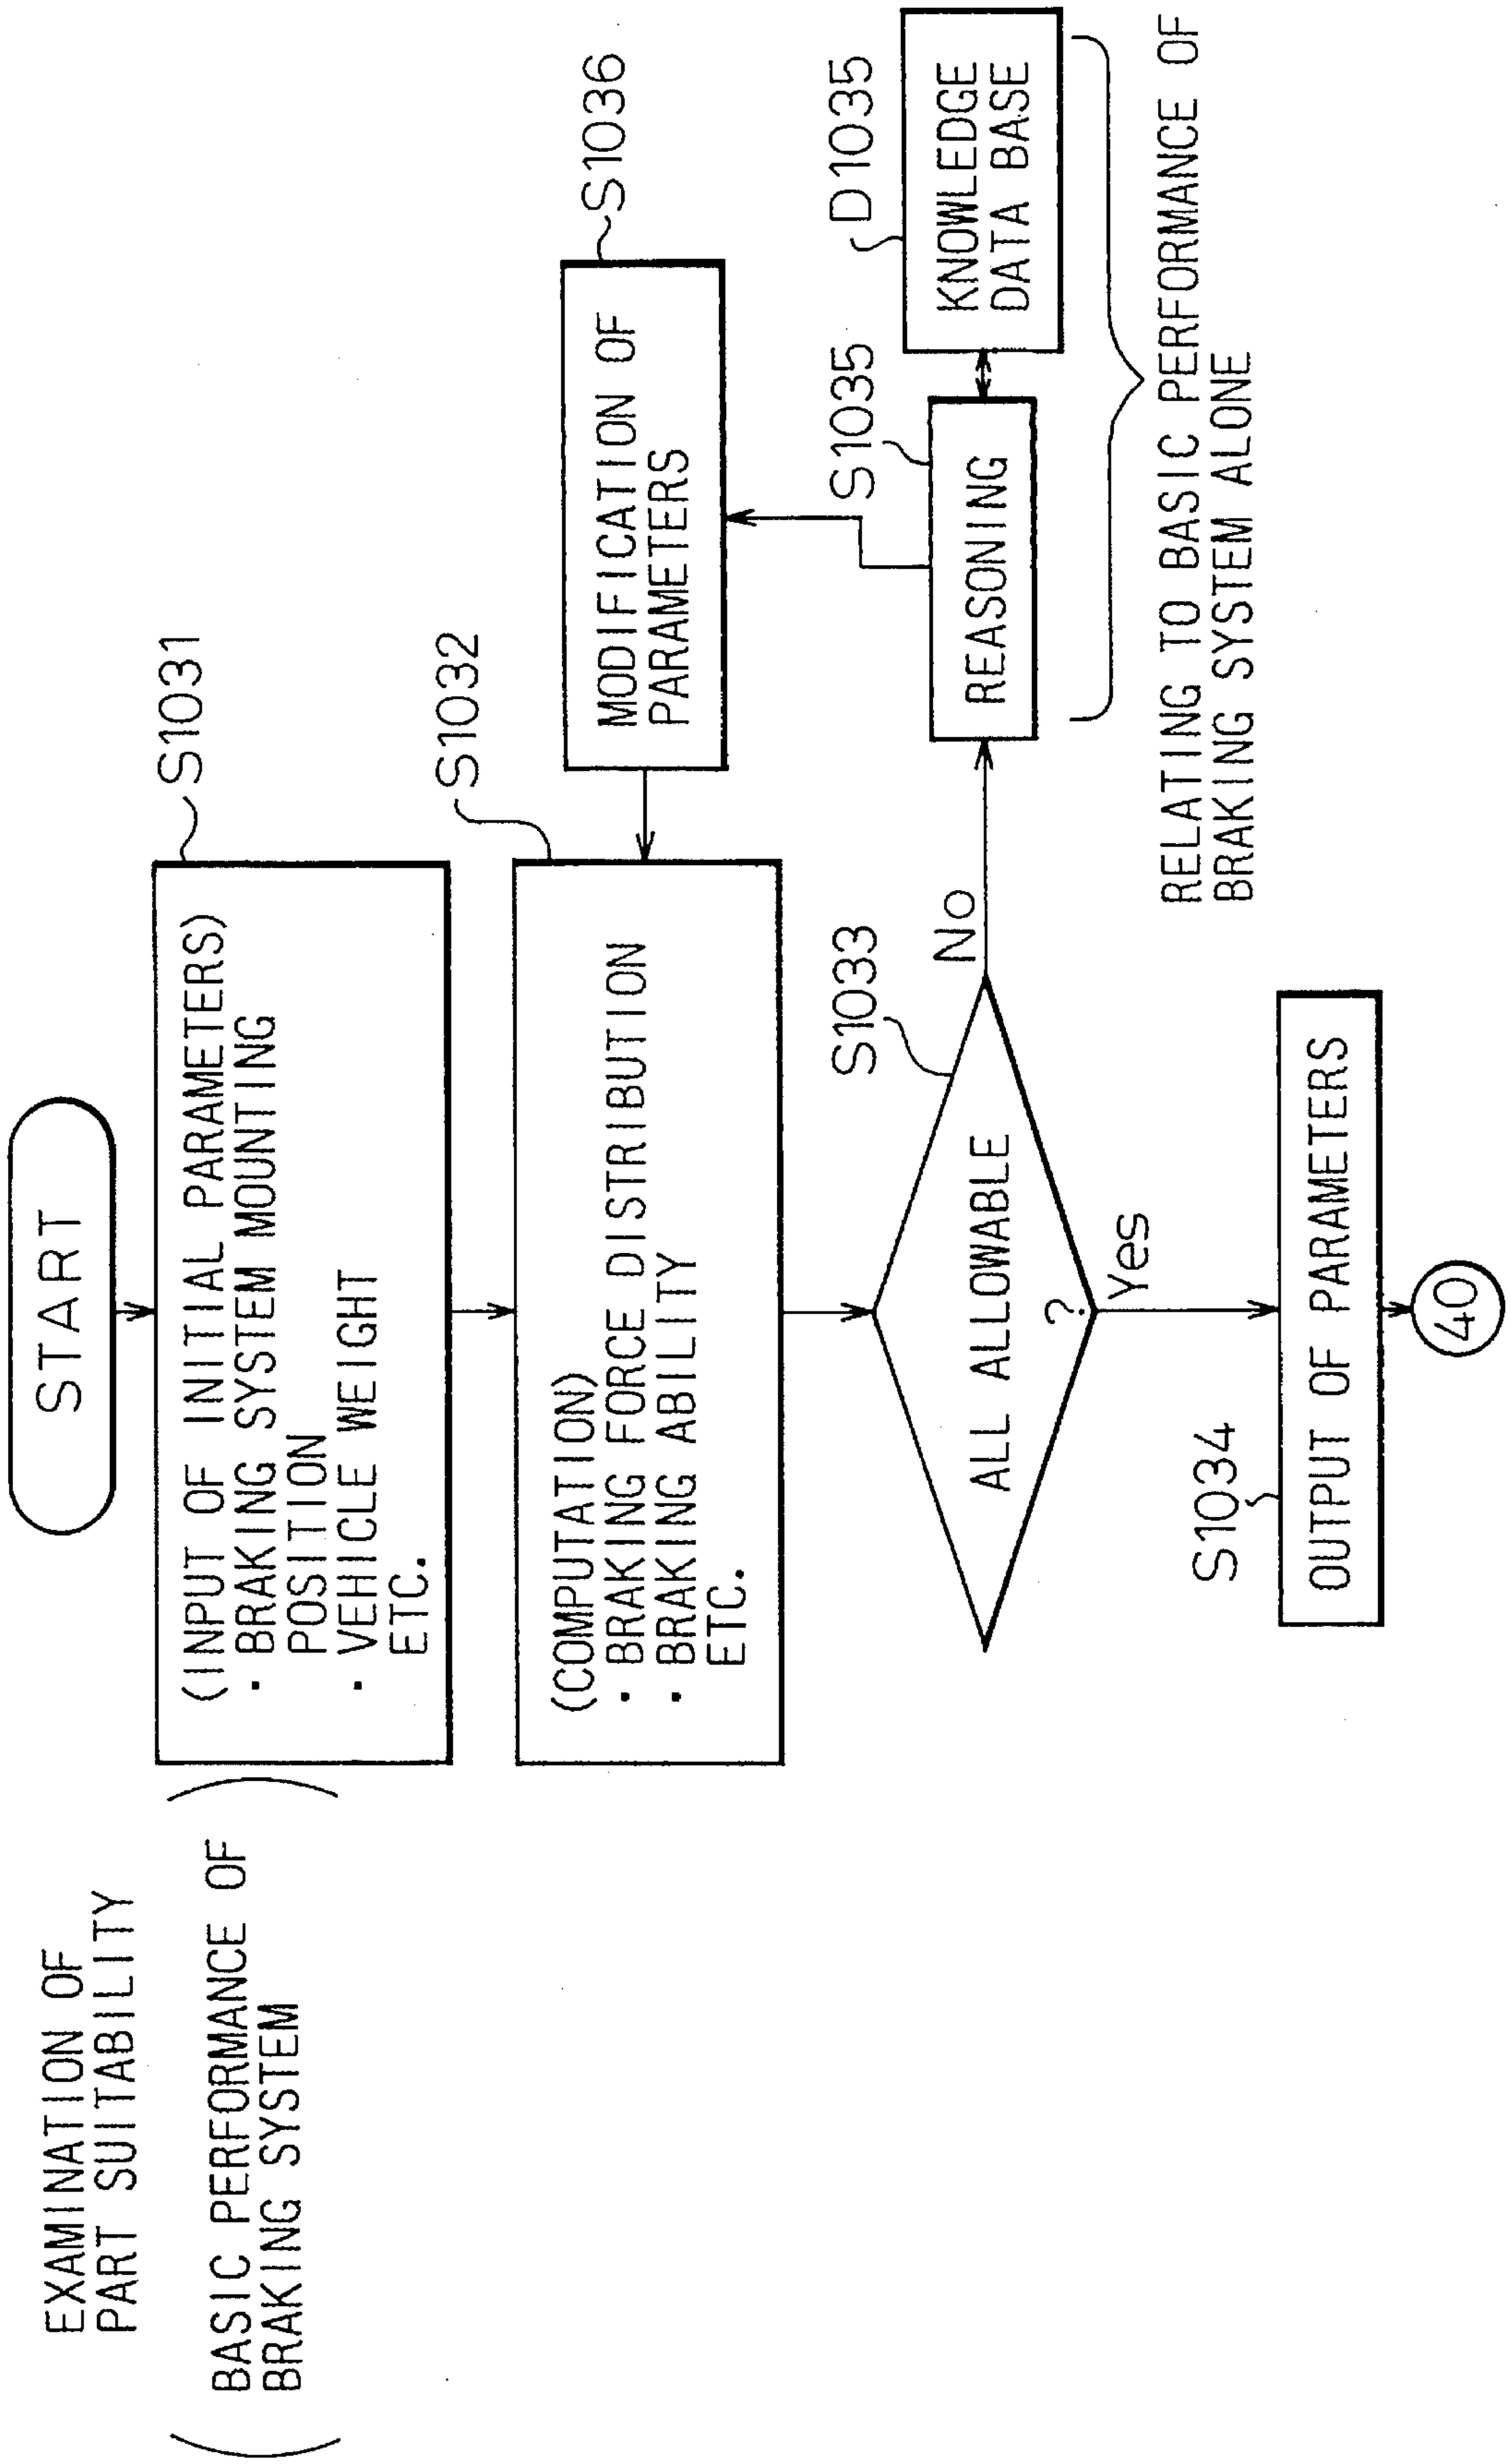 EXAMINATION OF
PART SUITABILITY
(BASIC PERFORMANCE OF
BRAKING SYSTEM)
START
S1031
(INPUT OF INITIAL PARAMETERS)
· BRAKING SYSTEM MOUNTING
POSITION
· VEHICLE WEIGHT
ETC.
S1032
(COMPUTATION)
· BRAKING FORCE DISTRIBUTION
· BRAKING ABILITY
ETC.
S1036
MODIFICATION OF
PARAMETERS
S1033
ALL ALLOWABLE
?
No
Yes
S1035
REASONING
D1035
KNOWLEDGE
DATA BASE
RELATING TO BASIC PERFORMANCE OF
BRAKING SYSTEM ALONE
S1034
OUTPUT OF PARAMETERS
40